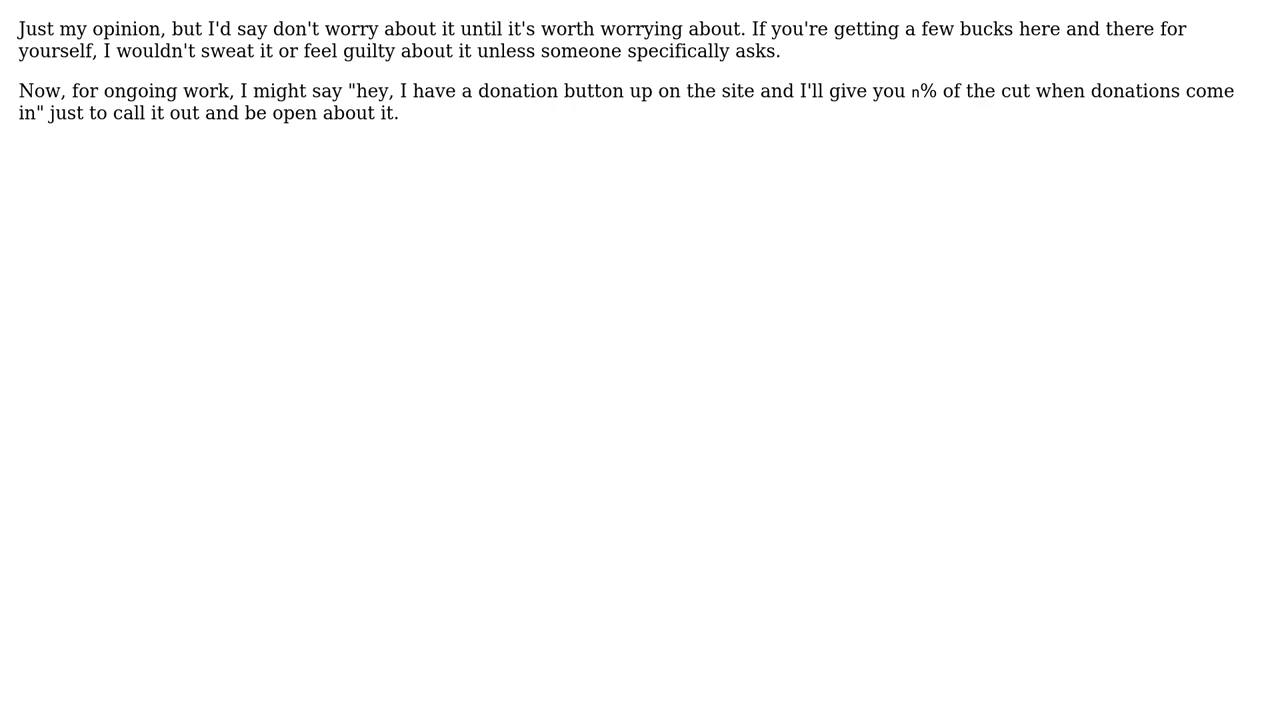 Just my opinion, but I'd say don't worry about it until it's worth worrying about. If you're getting a few bucks here and there for
yourself, I wouldn't sweat it or feel guilty about it unless someone specifically asks.
Now, for ongoing work, I might say "hey, I have a donation button up on the site and I'll give you n% of the cut when donations come
in" just to call it out and be open about it.